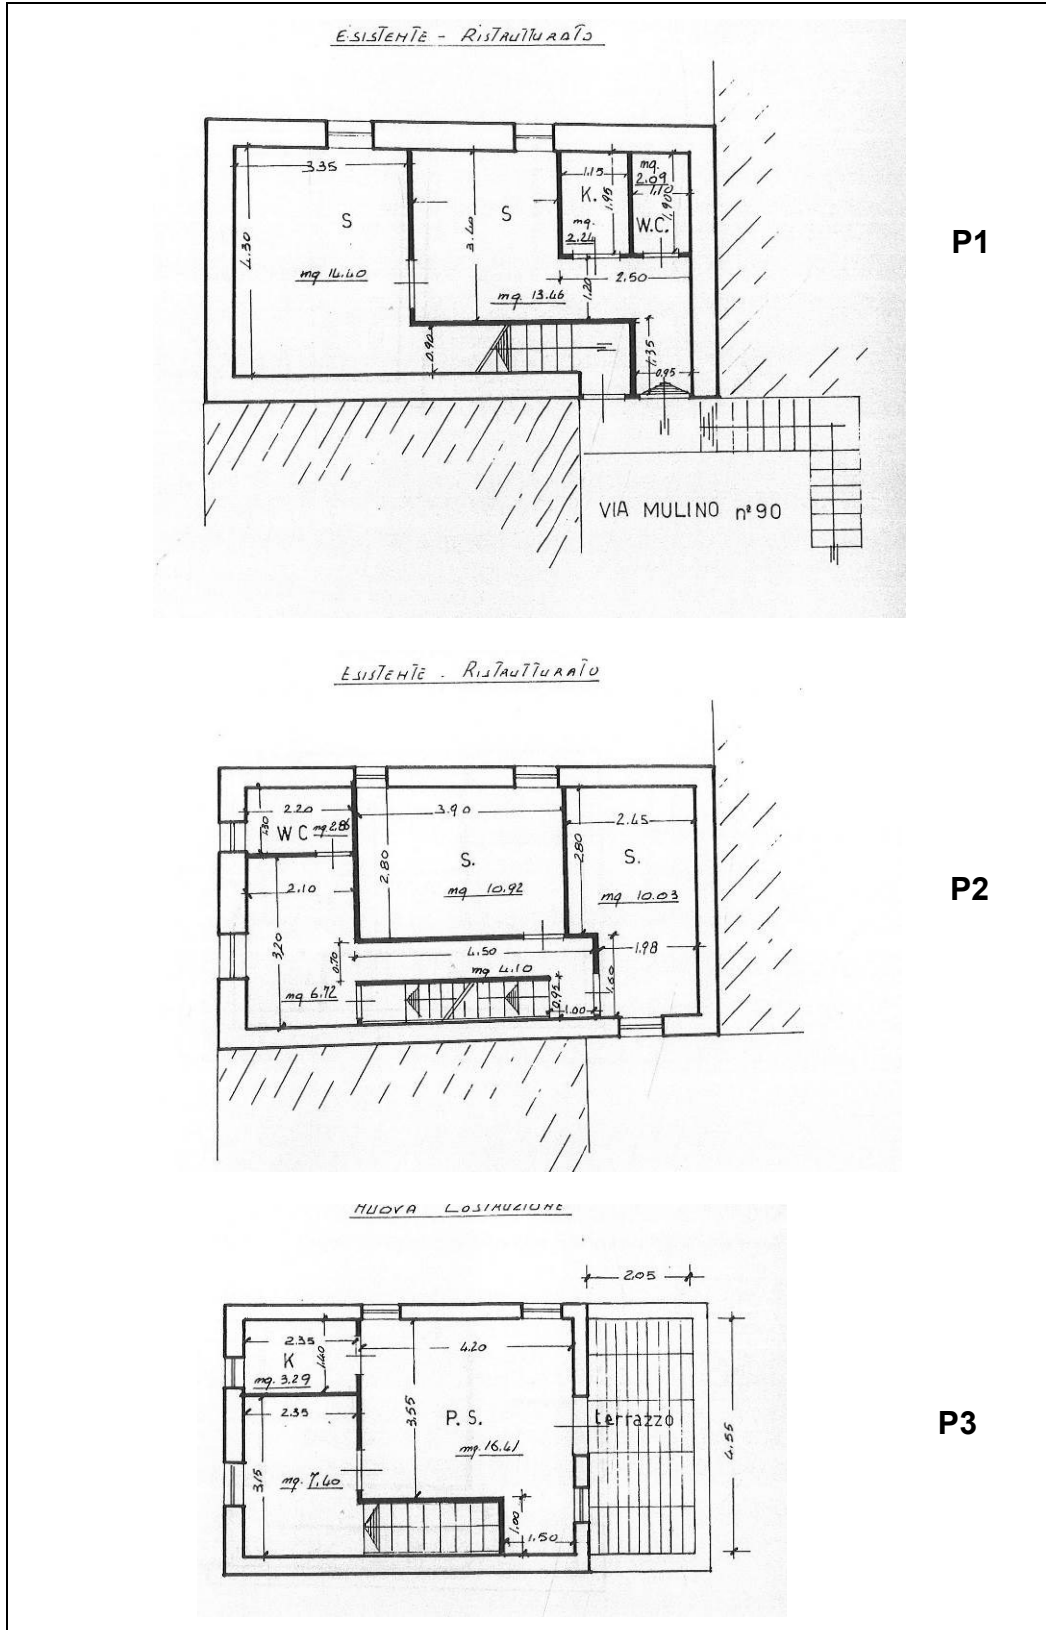 ESISTENTE - RISTRUTTURATO
3.35
S
4.30
mq 14.40
S
3.40
mq 13.46
1.15
K.
1.95
mq.
2.24
mq.
2.09
1.10
1.90
W.C.
2.50
1.20
0.90
1.35
0.95
VIA MULINO n° 90
P1
ESISTENTE - RISTRUTTURATO
2.20
1.30
WC mq 2.86
3.90
2.80
S.
mq 10.92
2.45
2.80
S.
mq 10.03
2.10
3.20
4.50
0.70
mq 4.10
1.98
1.60
mq 6.72
0.95
1.00
P2
NUOVA COSTRUZIONE
2.05
2.35
1.40
K
mq. 3.29
4.20
3.55
P. S.
mq. 16.41
terrazzo
4.55
2.35
3.15
mq. 7.40
1.00
1.50
P3